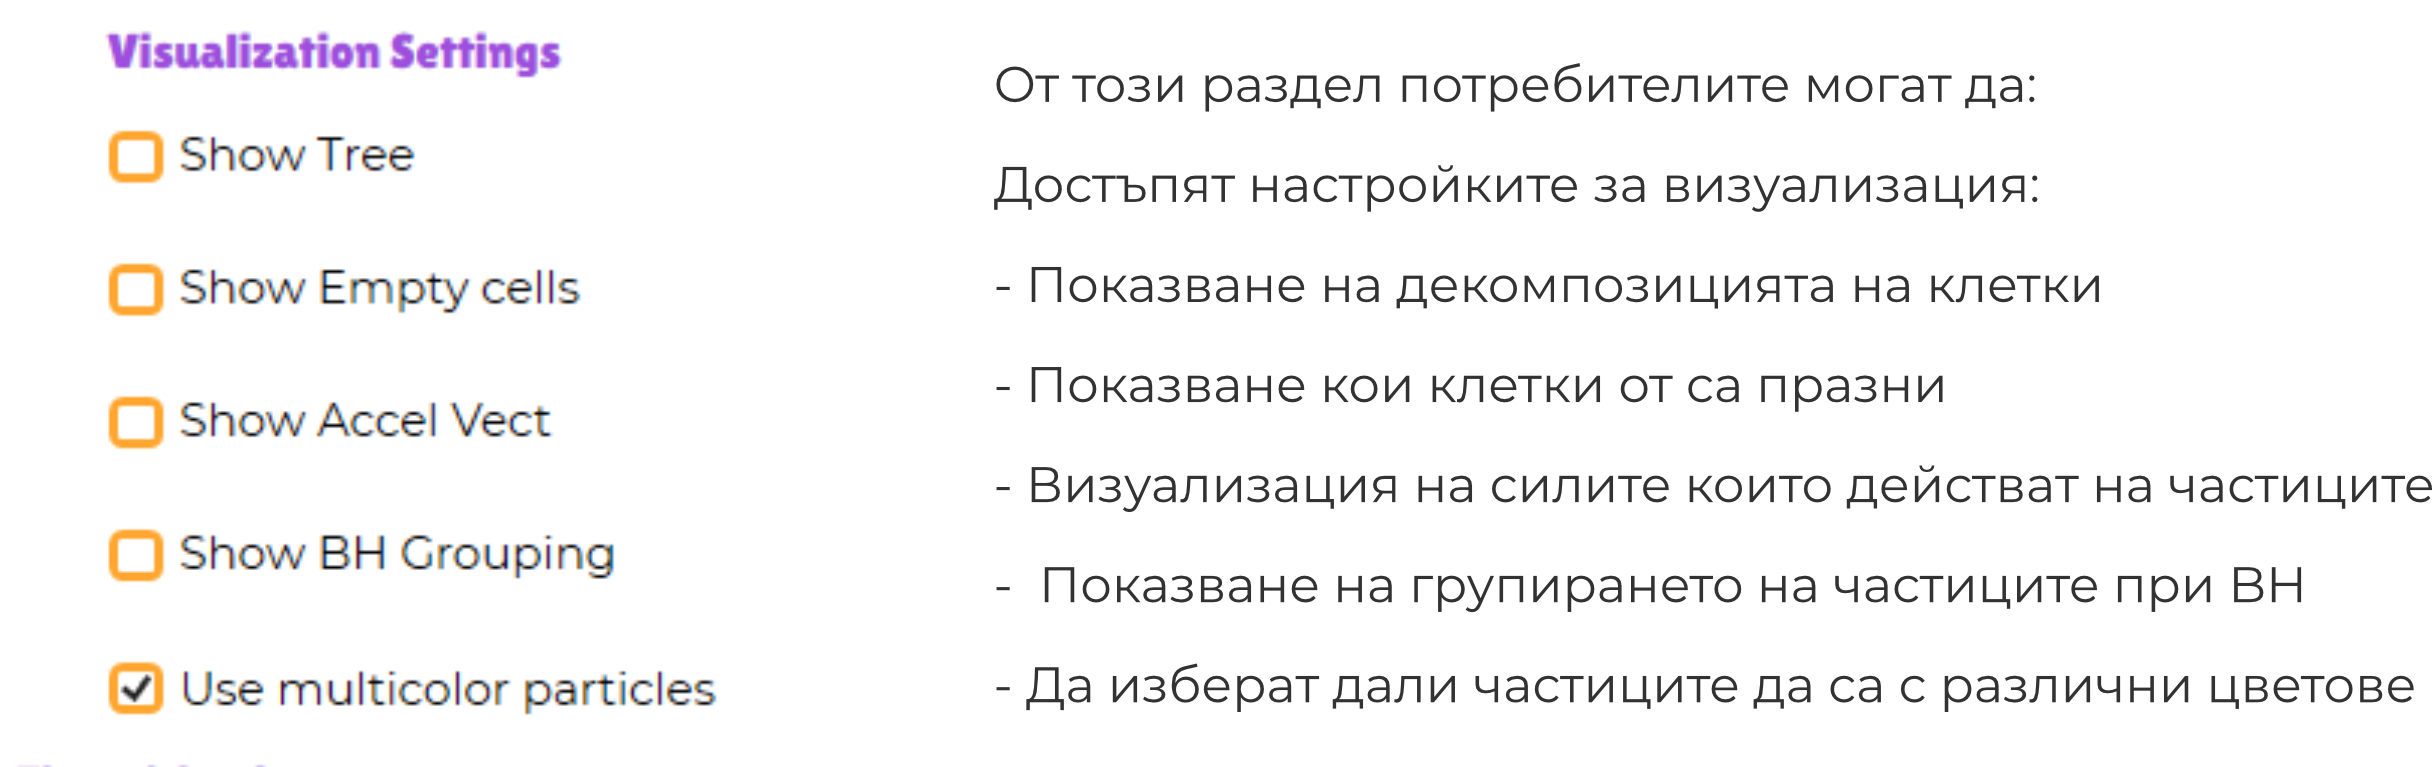 Visualization Settings
Show Tree
Show Empty cells
Show Accel Vect
Show BH Grouping
Use multicolor particles
От този раздел потребителите могат да:
Достъпят настройките за визуализация:
- Показване на декомпозицията на клетки
- Показване кои клетки от са празни
- Визуализация на силите които действат на частиците
- Показване на групирането на частиците при BH
- Да изберат дали частиците да са с различни цветове